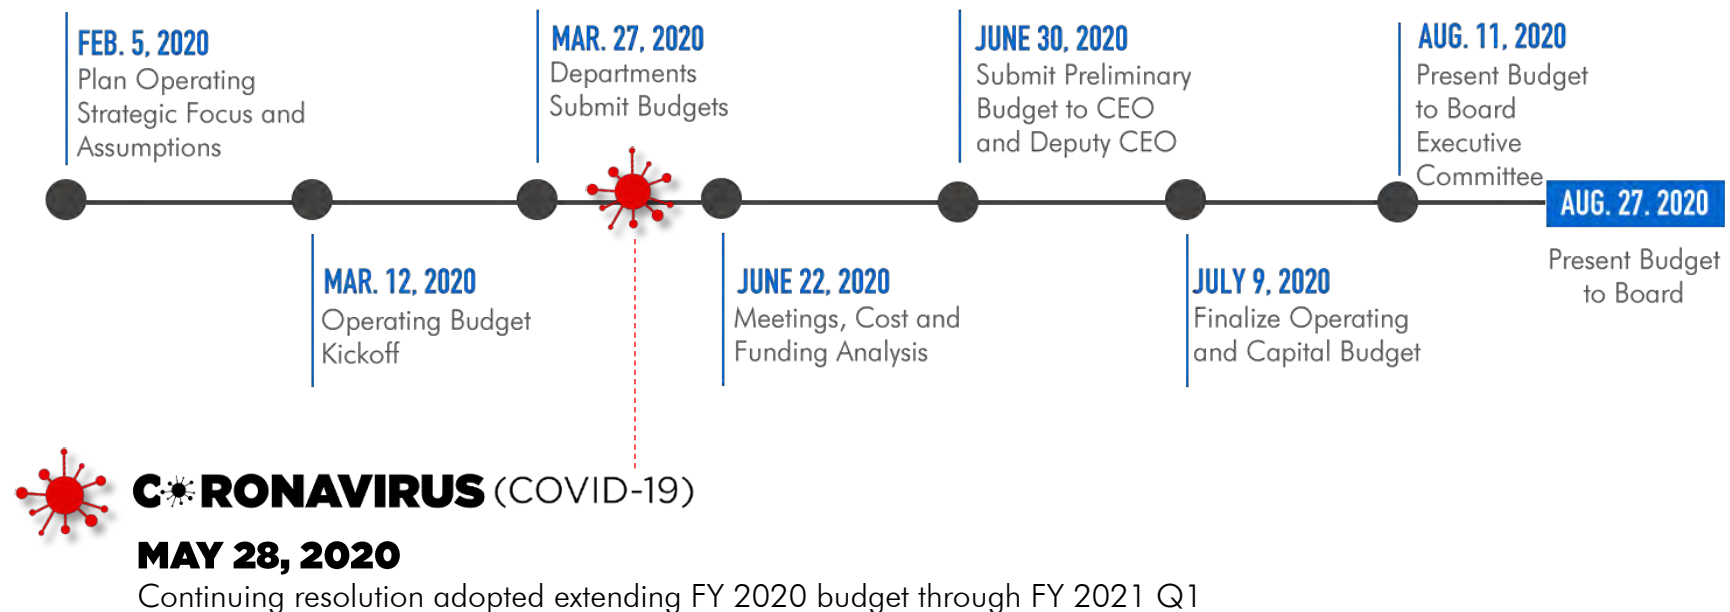 FEB. 5, 2020
Plan Operating
Strategic Focus and
Assumptions
MAR. 12, 2020
Operating Budget
Kickoff
MAR. 27, 2020
Departments
Submit Budgets
JUNE 22, 2020
Meetings, Cost and
Funding Analysis
JUNE 30, 2020
Submit Preliminary
Budget to CEO
and Deputy CEO
JULY 9, 2020
Finalize Operating
and Capital Budget
AUG. 11, 2020
Present Budget
to Board
Executive
Committee
AUG. 27. 2020
Present Budget
to Board
CORONAVIRUS (COVID-19)
MAY 28, 2020
Continuing resolution adopted extending FY 2020 budget through FY 2021 Q1